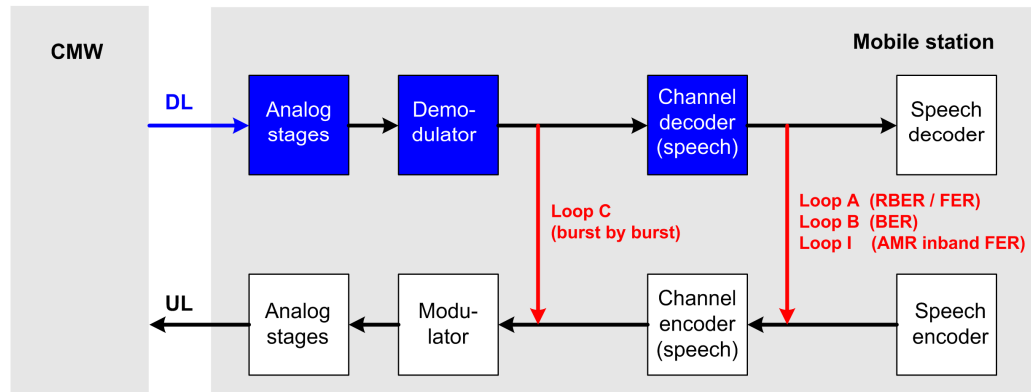 CMW
Mobile station
DL
Analog
stages
Demo-
dulator
Channel
decoder
(speech)
Speech
decoder
Loop C
(burst by burst)
Loop A (RBER / FER)
Loop B (BER)
Loop I (AMR inband FER)
UL
Analog
stages
Modu-
lator
Channel
encoder
(speech)
Speech
encoder